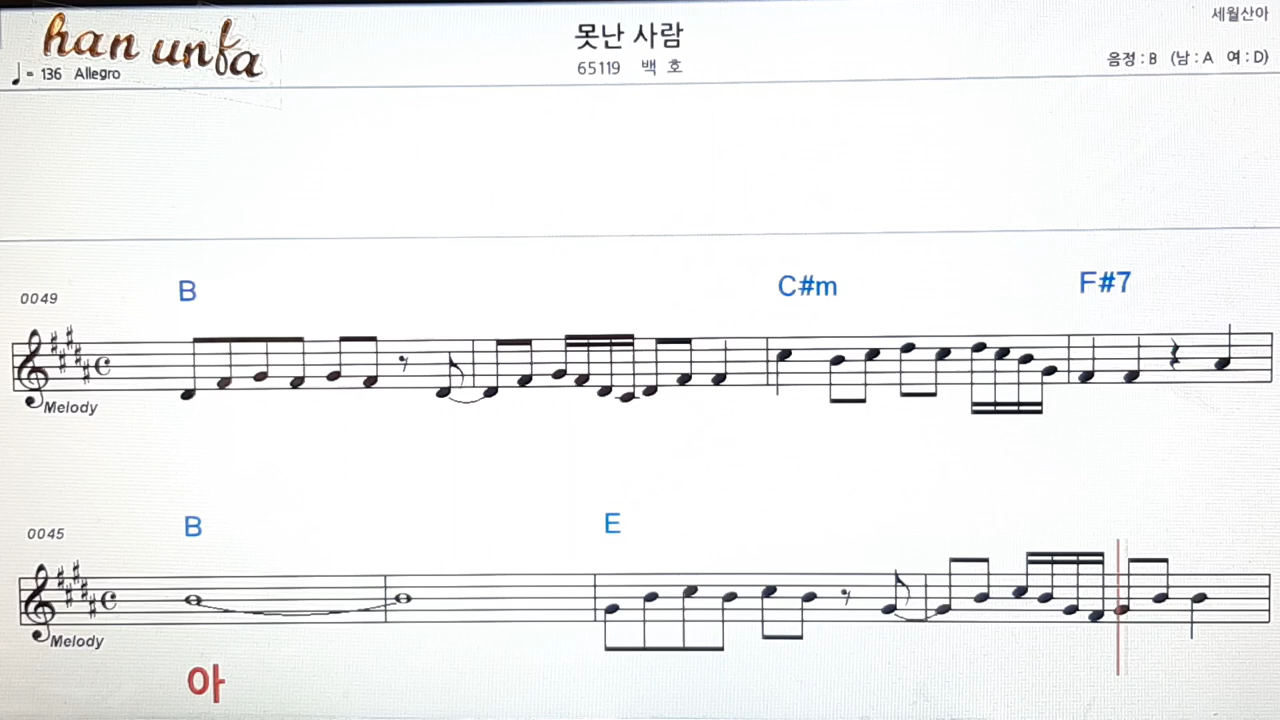 han unfa
못난 사람
세월산아
♩= 136 Allegro
65119 백 호
음정 : B (남 : A 여 : D)
0049
B C#m F#7
Melody
0045
B E
Melody
아